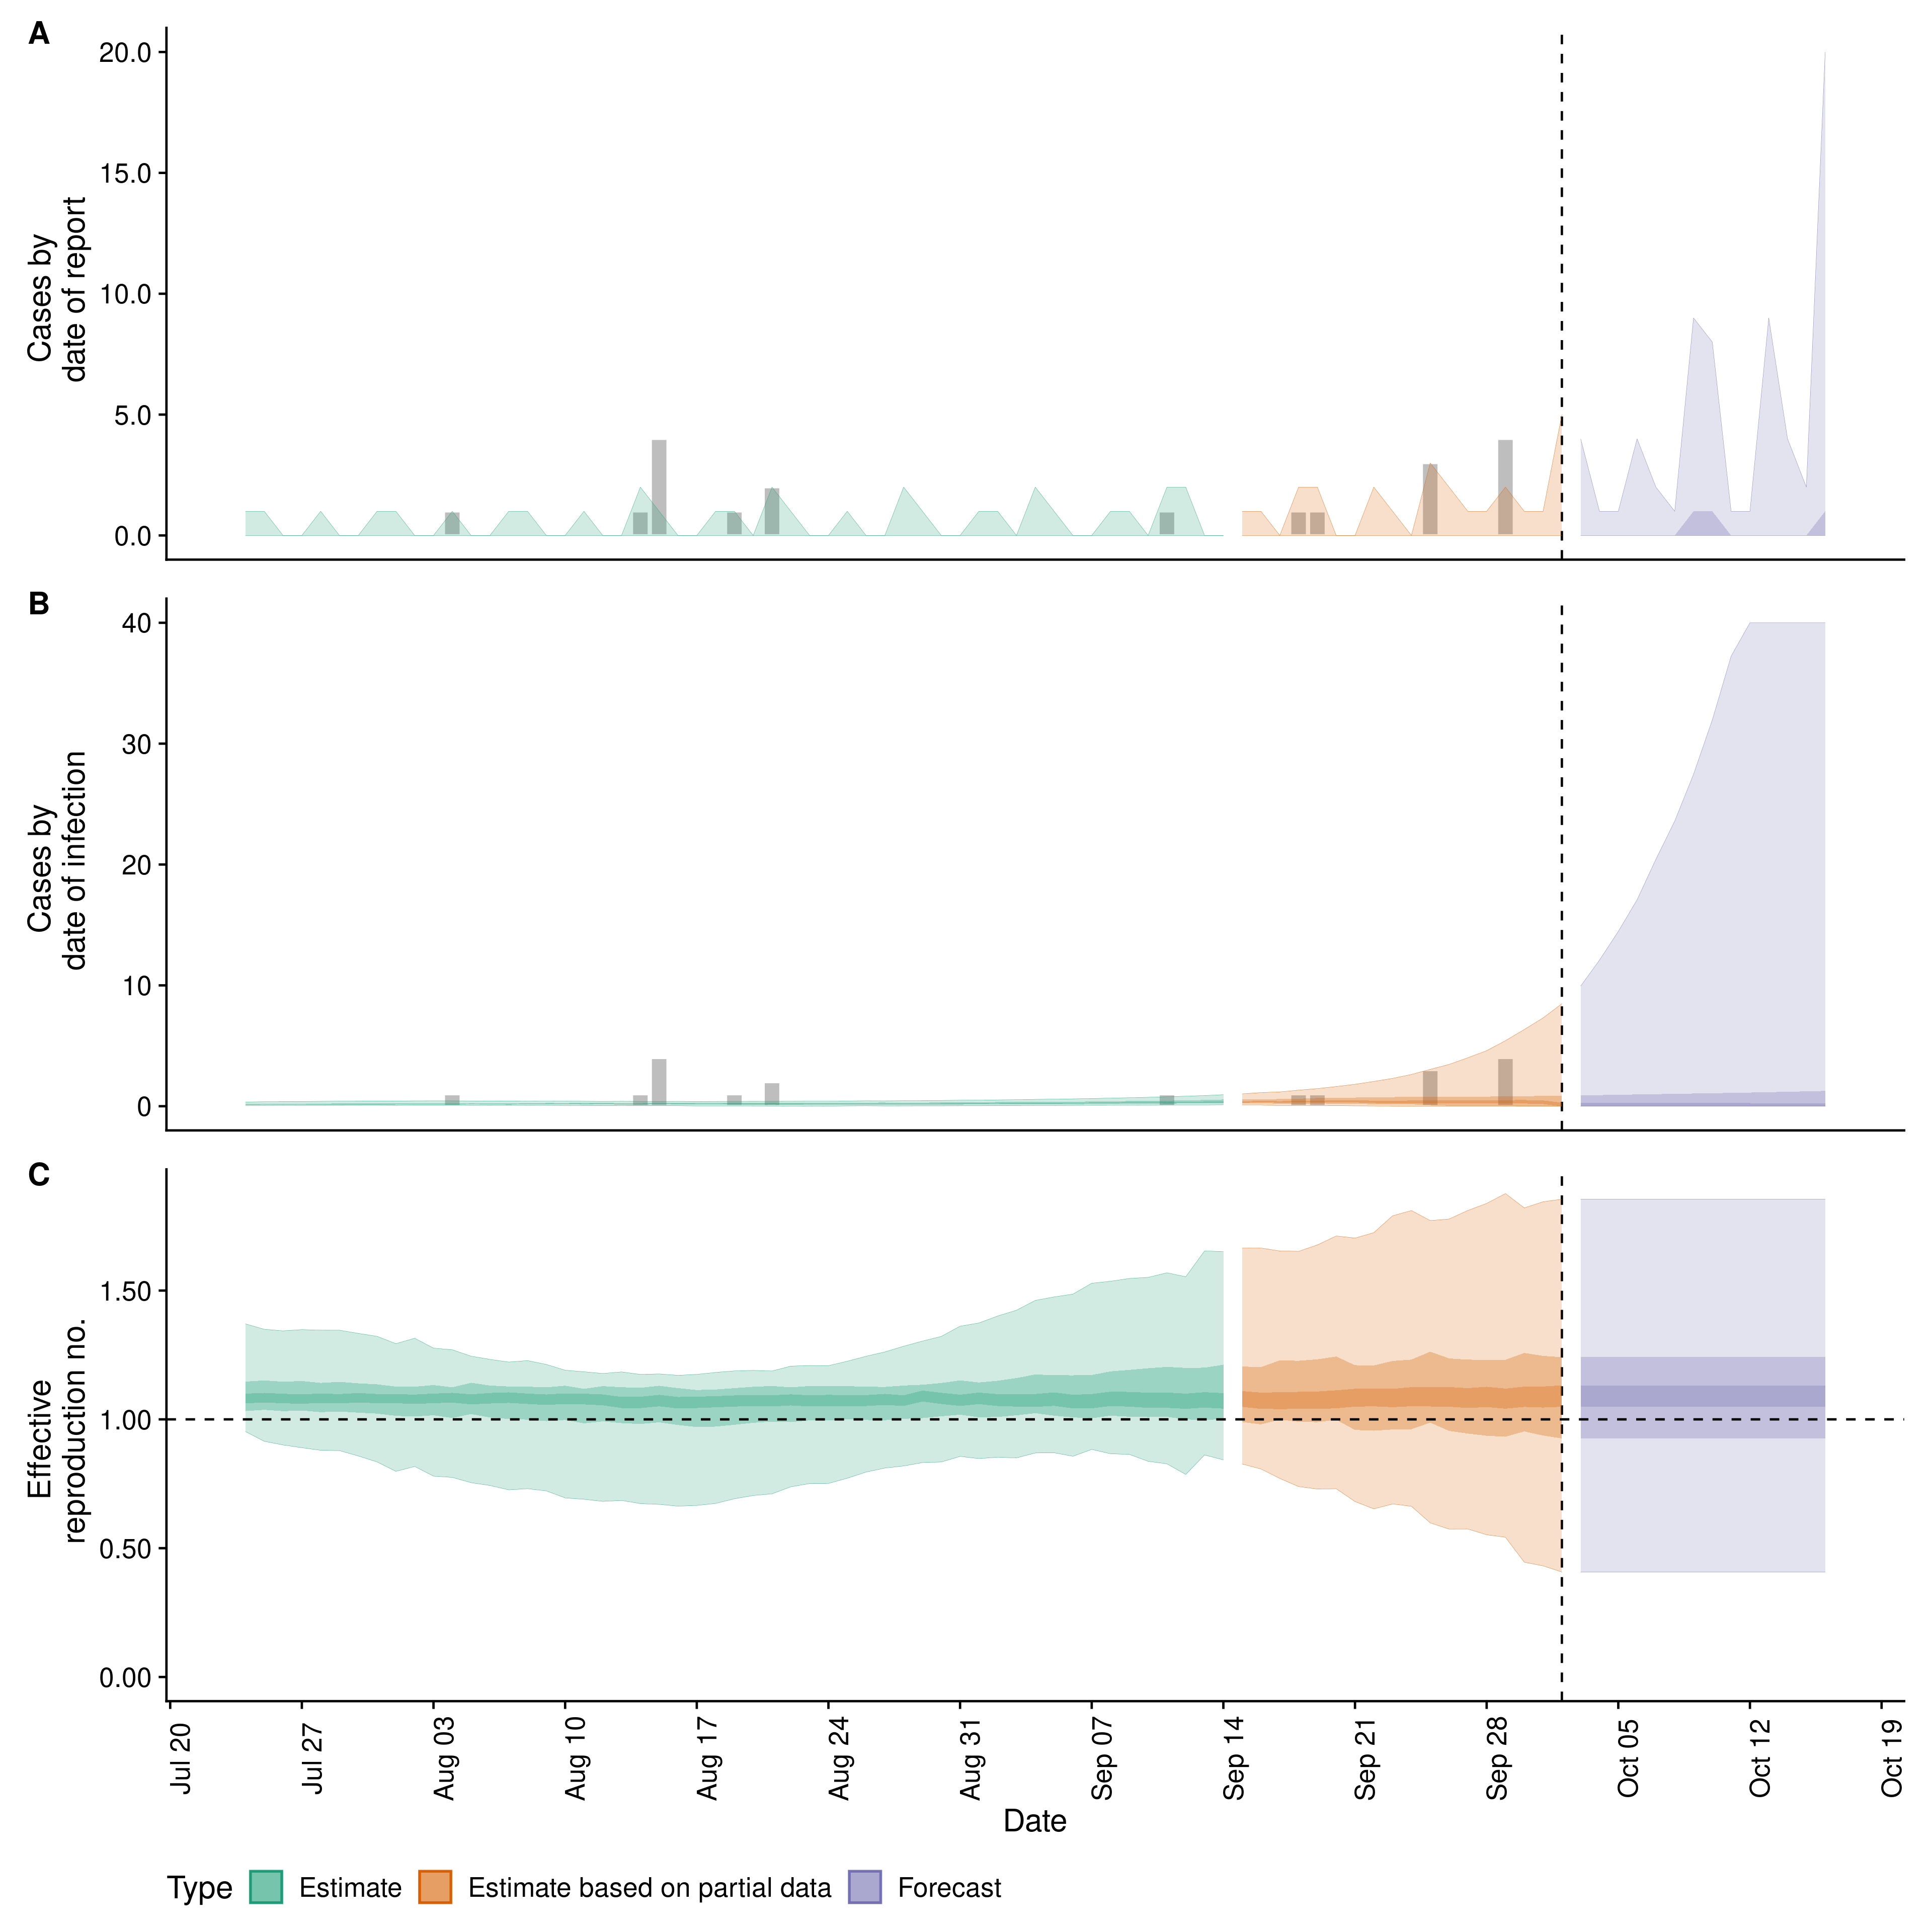 A
20.0
15.0
10.0
5.0
0.0
Cases by
date of report
B
40
30
20
10
0
Cases by
date of infection
C
1.50
1.00
0.50
0.00
Effective
reproduction no.
Jul 20
Jul 27
Aug 03
Aug 10
Aug 17
Aug 24
Aug 31
Sep 07
Sep 14
Sep 21
Sep 28
Oct 05
Oct 12
Oct 19
Date
Type Estimate Estimate based on partial data Forecast